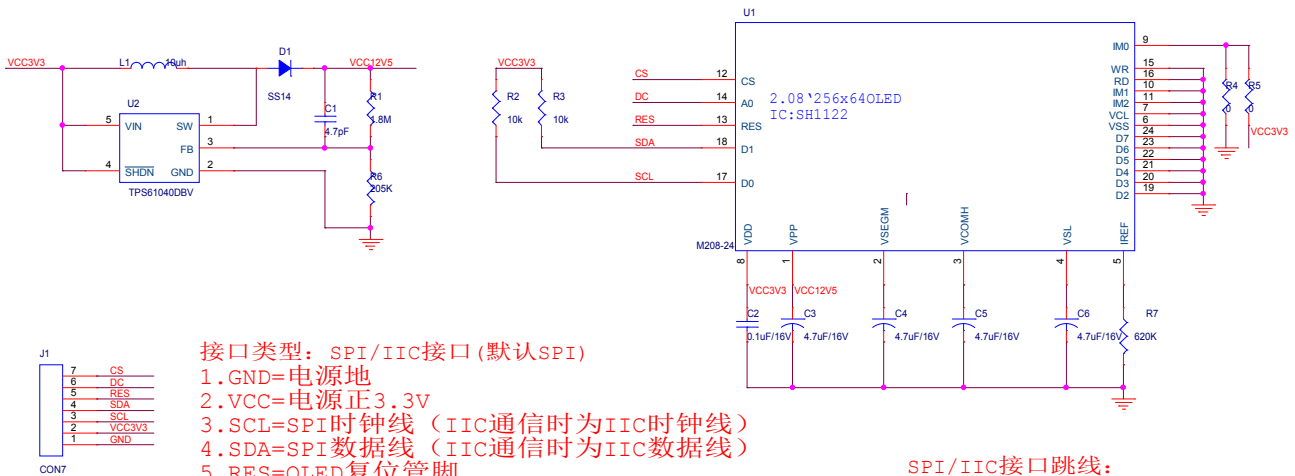 VCC3V3
L1
10uh
D1
SS14
VCC12V5
U2
5 VIN
SW 1
FB 3
4 SHDN
GND 2
TPS61040DBV
C1
4.7pF
R1
1.8M
R6
205K
VCC3V3
R2
10k
R3
10k
CS
DC
RES
SDA
SCL
U1
12 CS
14 A0
13 RES
18 D1
17 D0
2.08‘256x64OLED
IC:SH1122
M208-24
IM0 9
WR 15
RD 16
IM1 10
IM2 11
VCL 7
VSS 6
D7 24
D6 23
D5 22
D4 21
D3 20
D2 19
R4
0
R5
0
VCC3V3
VDD
VPP
VSEGM
VCOMH
VSL
IREF
8
1
2
3
4
5
VCC3V3
VCC12V5
C2
0.1uF/16V
C3
4.7uF/16V
C4
4.7uF/16V
C5
4.7uF/16V
C6
4.7uF/16V
R7
620K
J1
7 CS
6 DC
5 RES
4 SDA
3 SCL
2 VCC3V3
1 GND
CON7
接口类型: SPI/IIC接口(默认SPI)
1.GND=电源地
2.VCC=电源正3.3V
3.SCL=SPI时钟线（IIC通信时为IIC时钟线）
4.SDA=SPI数据线（IIC通信时为IIC数据线）
5.RES=OLED复位管脚
SPI/IIC接口跳线: